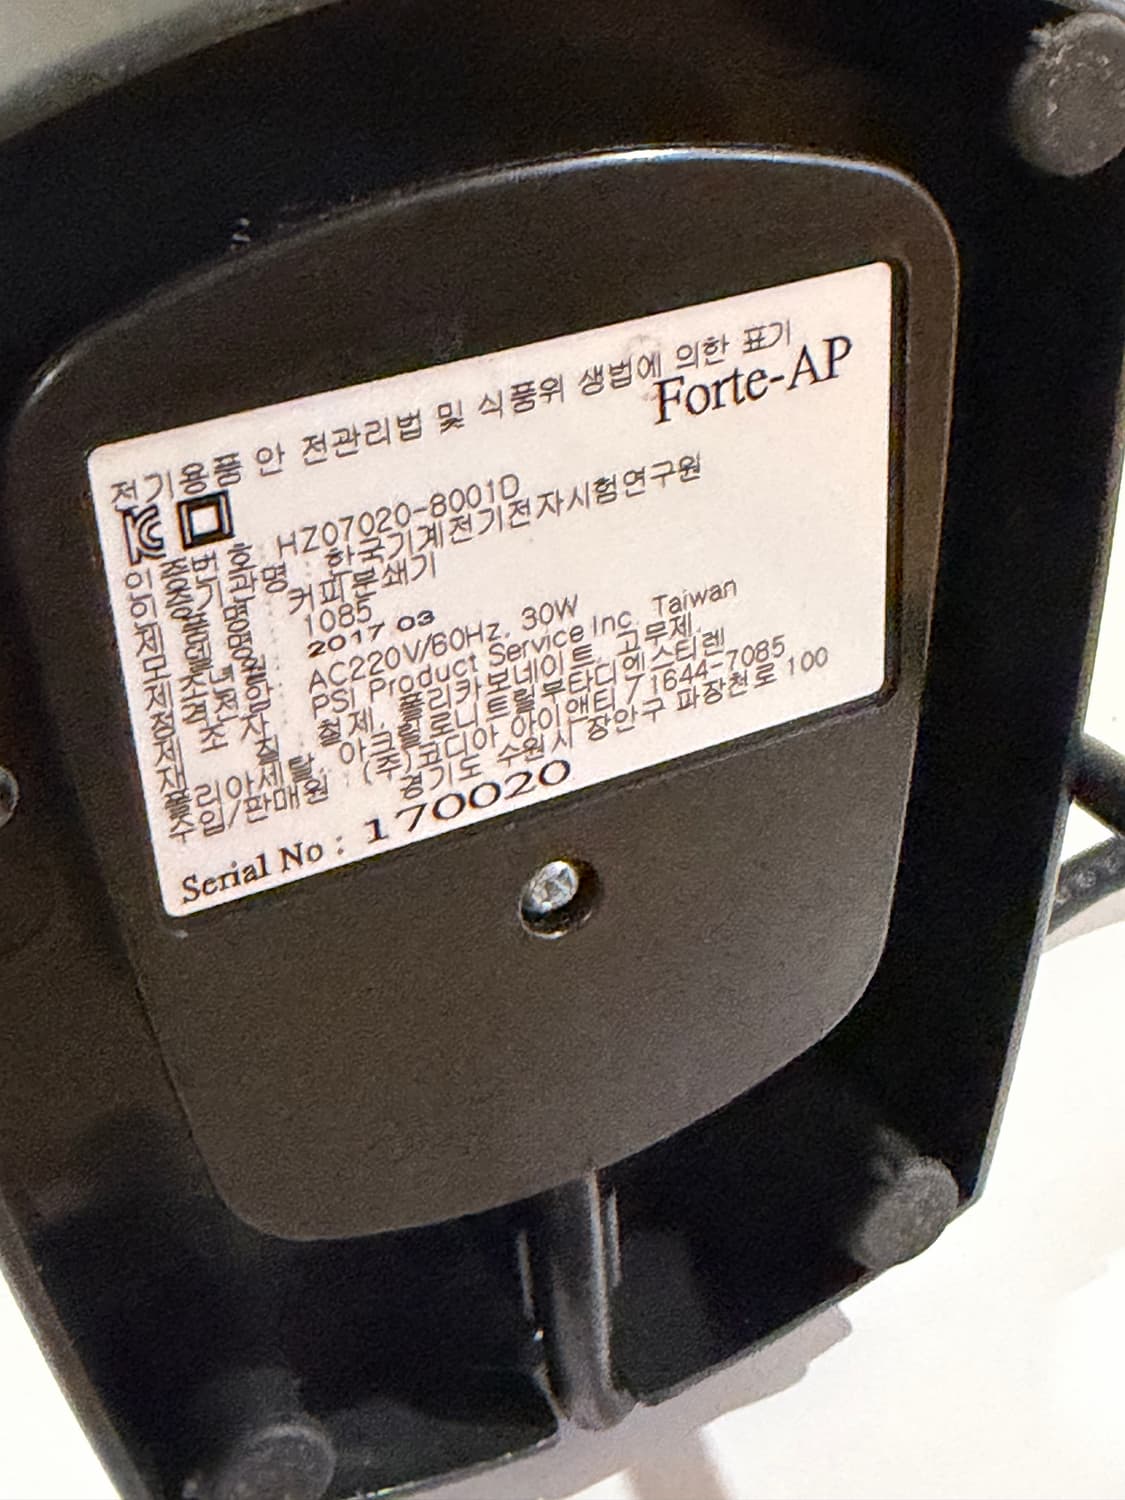 전기용품 안 전관리법 및 식품위 생법에 의한 표기
Forte-AP
인증번호 HZ07020-8001D
인증기관 한국기계전기전자시험연구원
제품명 커피분쇄기
모델명 1085
제조년월 2017 03
정격전압 AC220V/60Hz. 30W
제조자 PSI Product Service Inc. Taiwan
재질 철제. 폴리카보네이트. 고무제.
아크릴로니트릴부타디엔스티렌
수입/판매원 (주)코디아 아이앤티 / 1644-7085
경기도 수원시 장안구 파장천로 100
Serial No : 170020